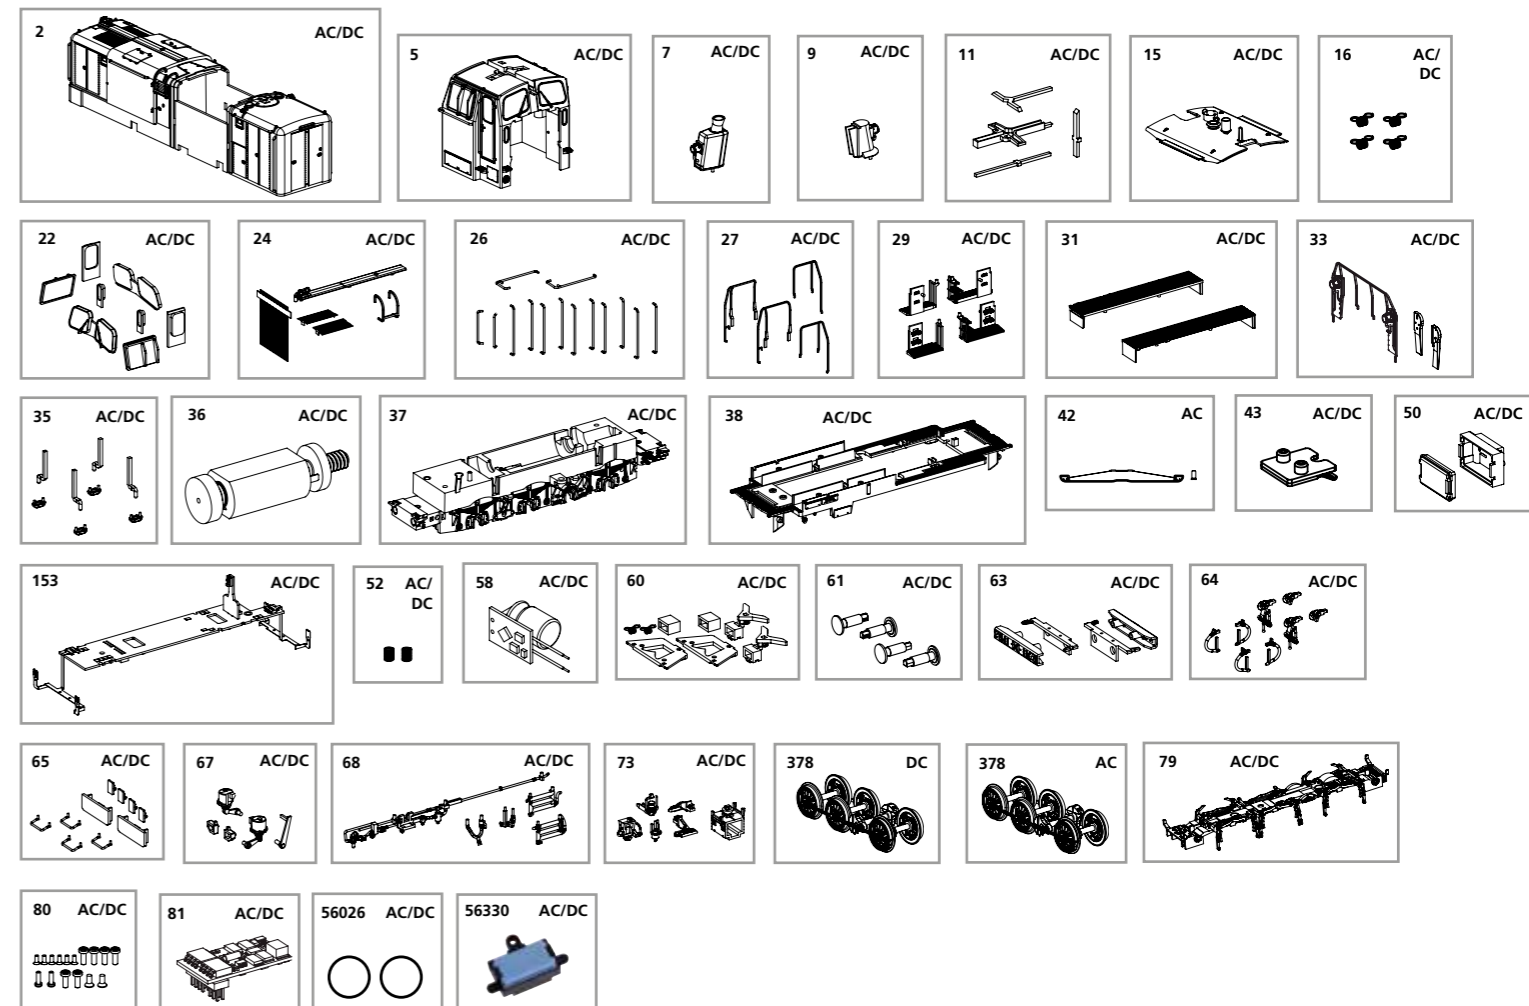 2 AC/DC
5 AC/DC
7 AC/DC
9 AC/DC
11 AC/DC
15 AC/DC
16 AC/
DC
22 AC/DC
24 AC/DC
26 AC/DC
27 AC/DC
29 AC/DC
31 AC/DC
33 AC/DC
35 AC/DC
36 AC/DC
37 AC/DC
38 AC/DC
42 AC
43 AC/DC
50 AC/DC
153 AC/DC
52 AC/
DC
58 AC/DC
60 AC/DC
61 AC/DC
63 AC/DC
64 AC/DC
65 AC/DC
67 AC/DC
68 AC/DC
73 AC/DC
378 DC
378 AC
79 AC/DC
80 AC/DC
81 AC/DC
56026 AC/DC
56330 AC/DC